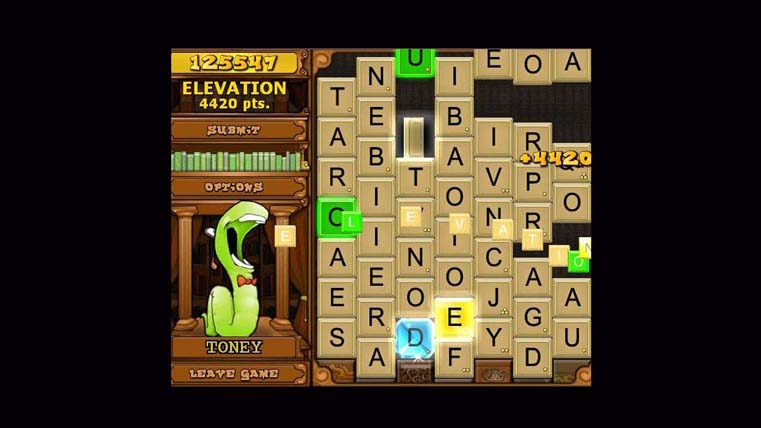 125547
ELEVATION
4420 pts.
SUBMIT
OPTIONS
TONEY
LEAVE GAME
+4420
N U I E O A
T E B I R Q
A B T A V P O
R I O N R
C I N I C A A
A E O O J G U
E R D E Y D
S A F
E L E V A T I O N